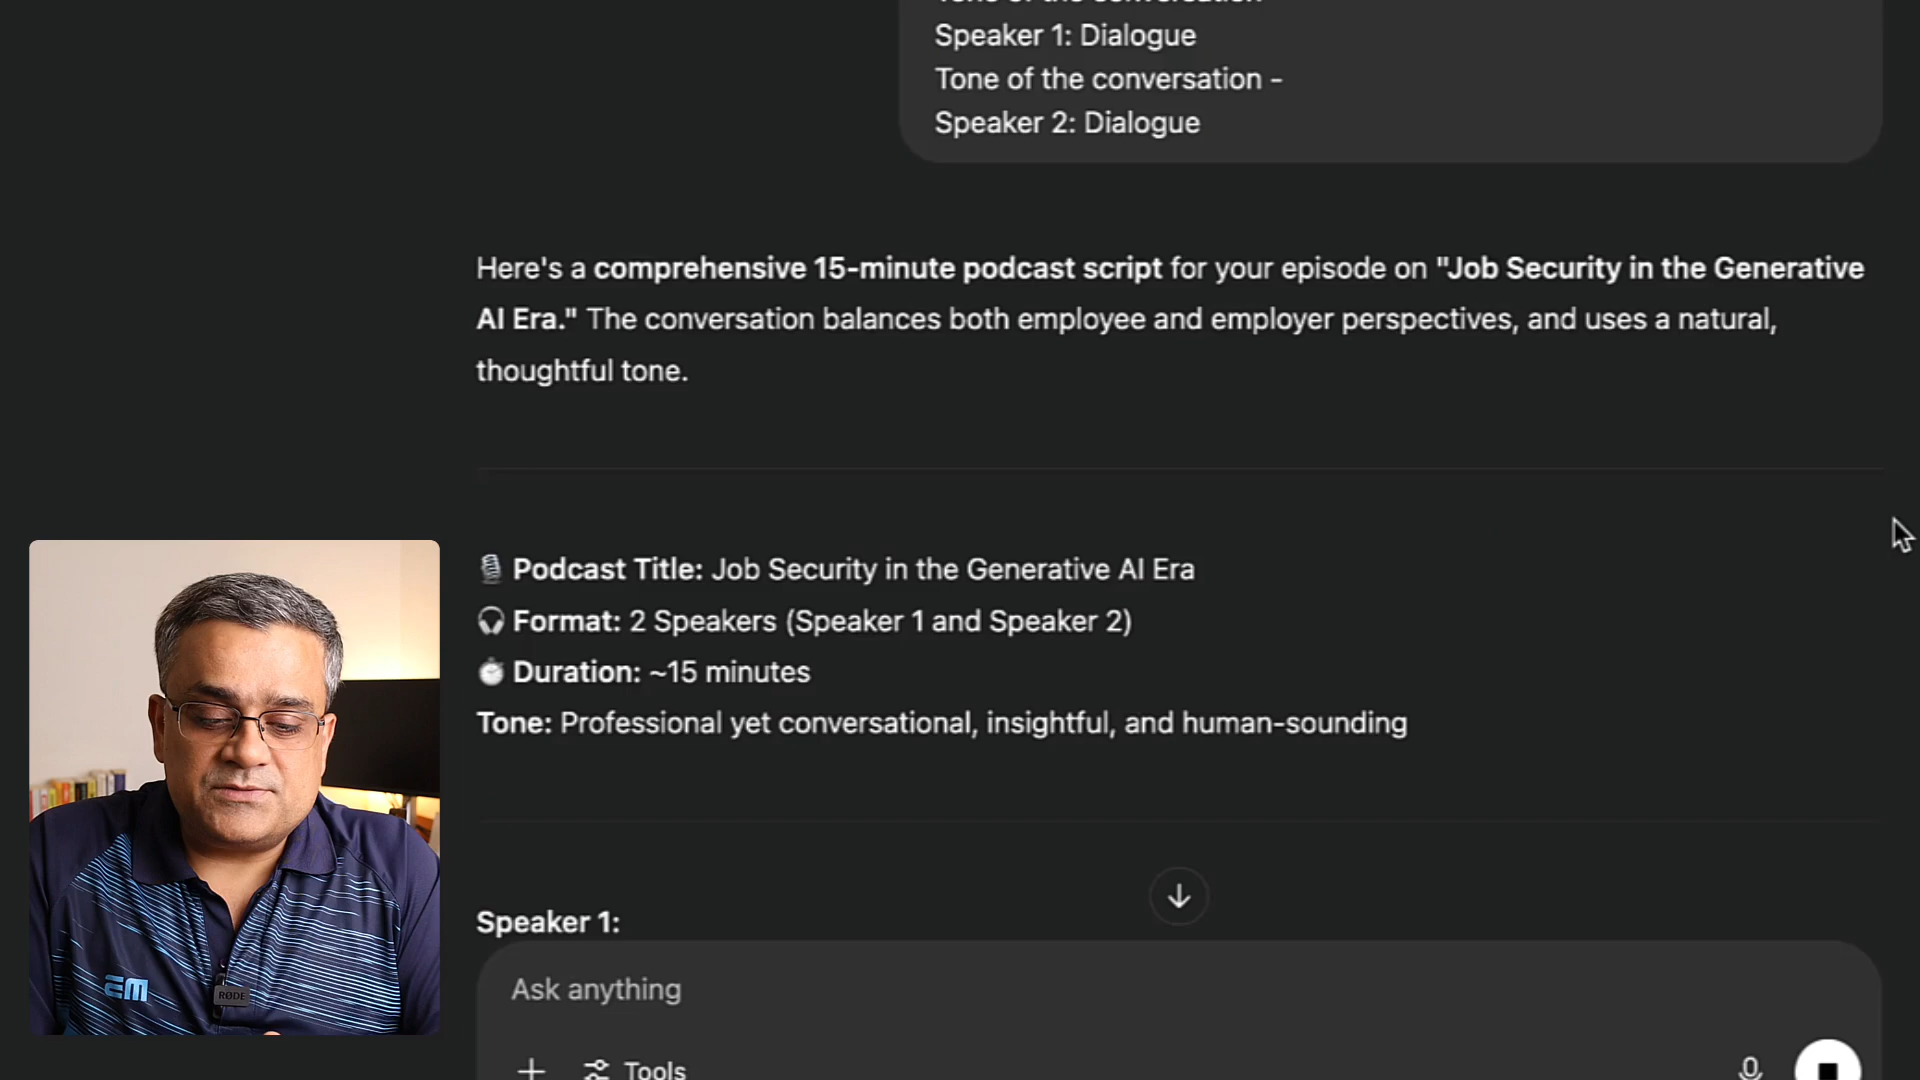 Speaker 1: Dialogue
Tone of the conversation -
Speaker 2: Dialogue
Here's a comprehensive 15-minute podcast script for your episode on "Job Security in the Generative
AI Era." The conversation balances both employee and employer perspectives, and uses a natural,
thoughtful tone.
Podcast Title: Job Security in the Generative AI Era
Format: 2 Speakers (Speaker 1 and Speaker 2)
Duration: ~15 minutes
Tone: Professional yet conversational, insightful, and human-sounding
Speaker 1:
Ask anything
Tools
EM
RØDE